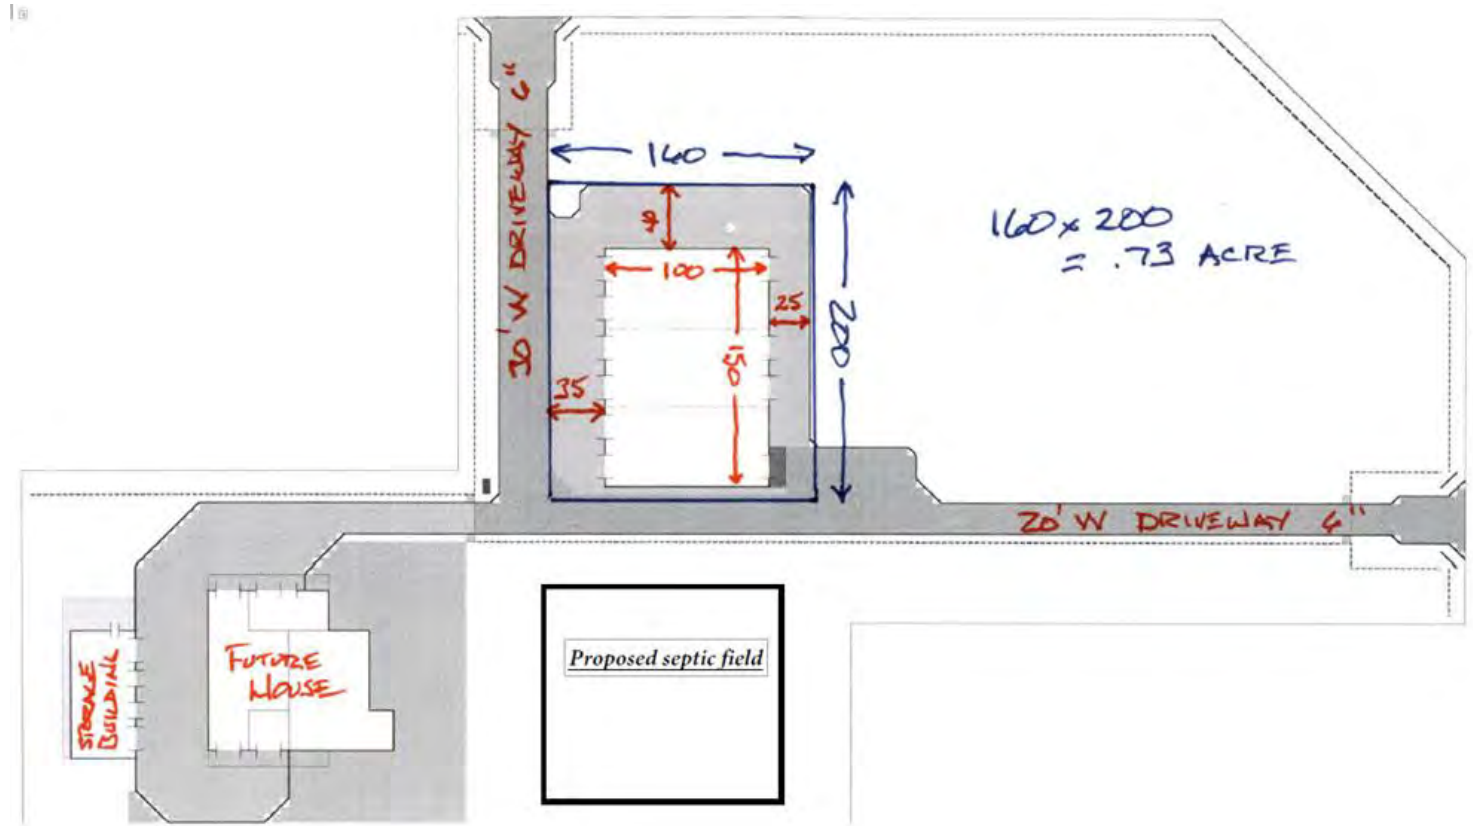 30' W DRIVEWAY 6"
160
100
25
200
150
35
160 x 200
= .73 ACRE
20' W DRIVEWAY 6"
STORAGE
BUILDING
FUTURE
HOUSE
Proposed septic field